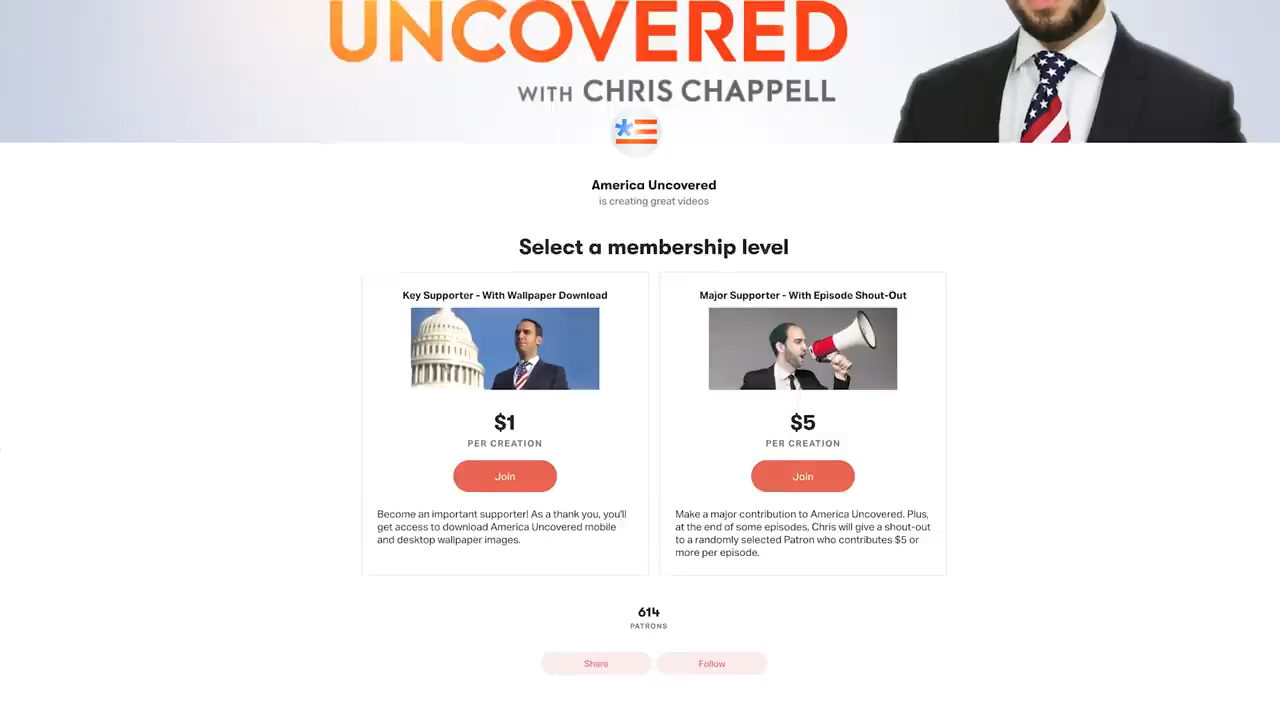 UNCOVERED
WITH CHRIS CHAPPELL
America Uncovered
is creating great videos
Select a membership level
Key Supporter - With Wallpaper Download
$1
PER CREATION
Join
Become an important supporter! As a thank you, you'll
get access to download America Uncovered mobile
and desktop wallpaper images.
Major Supporter - With Episode Shout-Out
$5
PER CREATION
Join
Make a major contribution to America Uncovered. Plus,
at the end of some episodes, Chris will give a shout-out
to a randomly selected Patron who contributes $5 or
more per episode.
614
PATRONS
Share
Follow